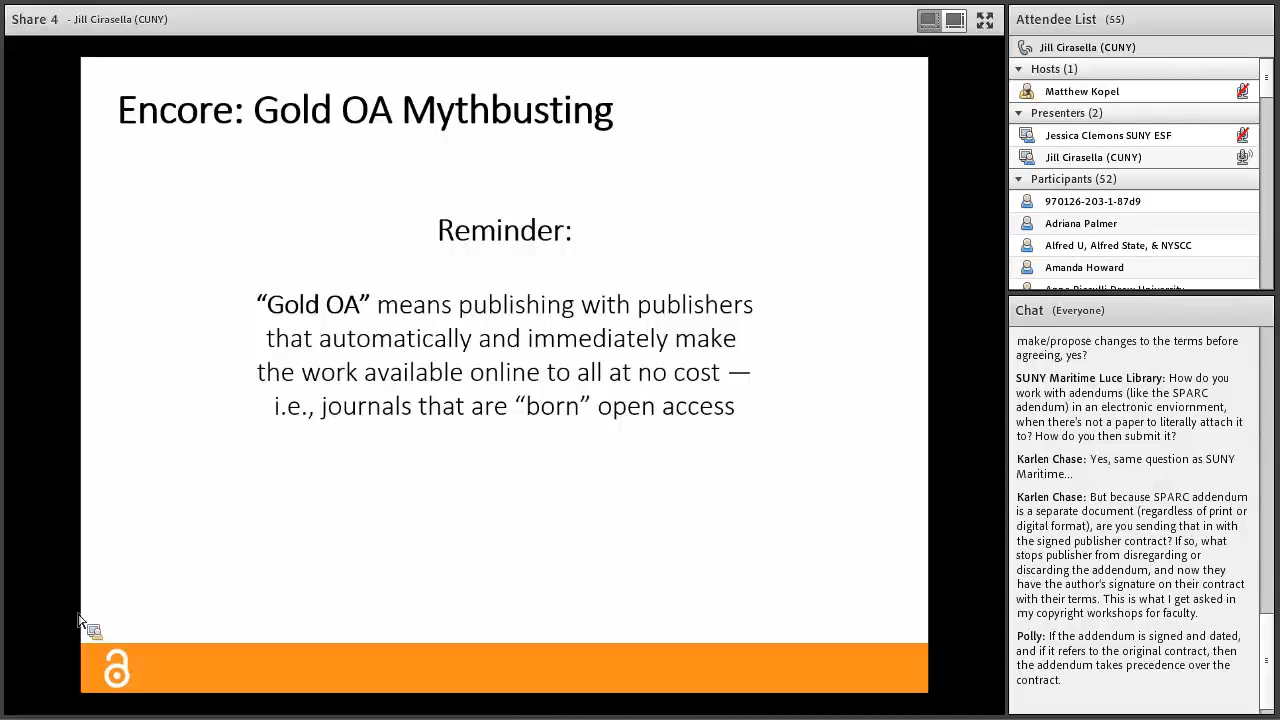 Share 4 - Jill Cirasella (CUNY)
Encore: Gold OA Mythbusting
Reminder:
“Gold OA” means publishing with publishers
that automatically and immediately make
the work available online to all at no cost —
i.e., journals that are “born” open access
Attendee List (55)
Jill Cirasella (CUNY)
Hosts (1)
Matthew Kopel
Presenters (2)
Jessica Clemons SUNY ESF
Jill Cirasella (CUNY)
Participants (52)
970126-203-1-87d9
Adriana Palmer
Alfred U, Alfred State, & NYSCC
Amanda Howard
Chat (Everyone)
make/propose changes to the terms before
agreeing, yes?
SUNY Maritime Luce Library: How do you
work with adendums (like the SPARC
adendum) in an electronic enviornment,
when there's not a paper to literally attach it
to? How do you then submit it?
Karlen Chase: Yes, same question as SUNY
Maritime...
Karlen Chase: But because SPARC addendum
is a separate document (regardless of print or
digital format), are you sending that in with
the signed publisher contract? If so, what
stops publisher from disregarding or
discarding the addendum, and now they
have the author's signature on their contract
with their terms. This is what I get asked in
my copyright workshops for faculty.
Polly: If the addendum is signed and dated,
and if it refers to the original contract, then
the addendum takes precedence over the
contract.